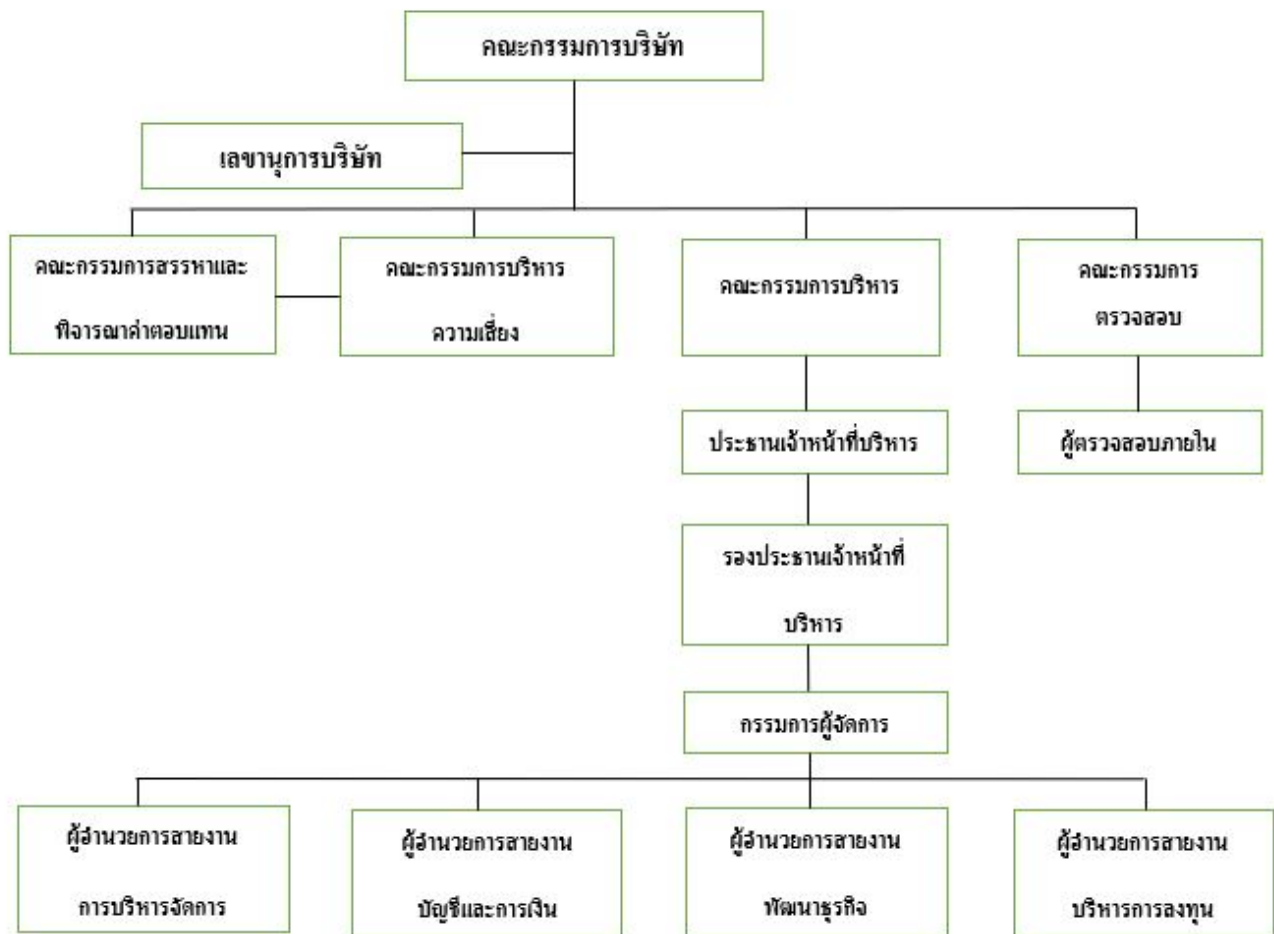 คณะกรรมการบริษัท
เลขานุการบริษัท
คณะกรรมการสรรหาและ
พิจารณาค่าตอบแทน
คณะกรรมการบริหาร
ความเสี่ยง
คณะกรรมการบริหาร
คณะกรรมการ
ตรวจสอบ
ประธานเจ้าหน้าที่บริหาร
ผู้ตรวจสอบภายใน
รองประธานเจ้าหน้าที่
บริหาร
กรรมการผู้จัดการ
ผู้อำนวยการสายงาน
การบริหารจัดการ
ผู้อำนวยการสายงาน
บัญชีและการเงิน
ผู้อำนวยการสายงาน
พัฒนาธุรกิจ
ผู้อำนวยการสายงาน
บริหารการลงทุน